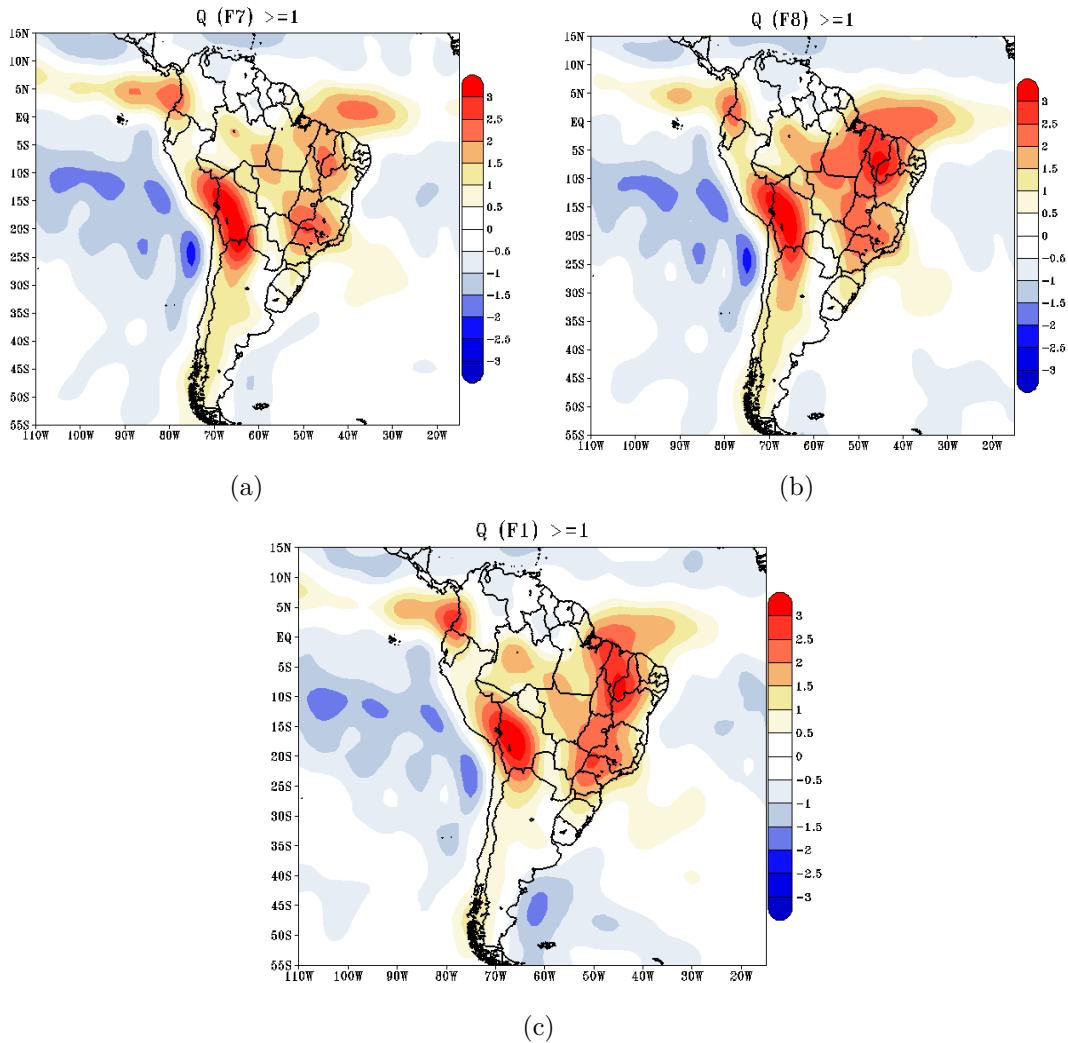 Q (F7) >=1
15N
10N
5N
EQ
5S
10S
15S
20S
25S
30S
35S
40S
45S
50S
55S
110W 100W 90W 80W 70W 60W 50W 40W 30W 20W
3
2.5
2
1.5
1
0.5
0
-0.5
-1
-1.5
-2
-2.5
-3
(a)
Q (F8) >=1
15N
10N
5N
EQ
5S
10S
15S
20S
25S
30S
35S
40S
45S
50S
55S
110W 100W 90W 80W 70W 60W 50W 40W 30W 20W
3
2.5
2
1.5
1
0.5
0
-0.5
-1
-1.5
-2
-2.5
-3
(b)
Q (F1) >=1
15N
10N
5N
EQ
5S
10S
15S
20S
25S
30S
35S
40S
45S
50S
55S
110W 100W 90W 80W 70W 60W 50W 40W 30W 20W
3
2.5
2
1.5
1
0.5
0
-0.5
-1
-1.5
-2
-2.5
-3
(c)